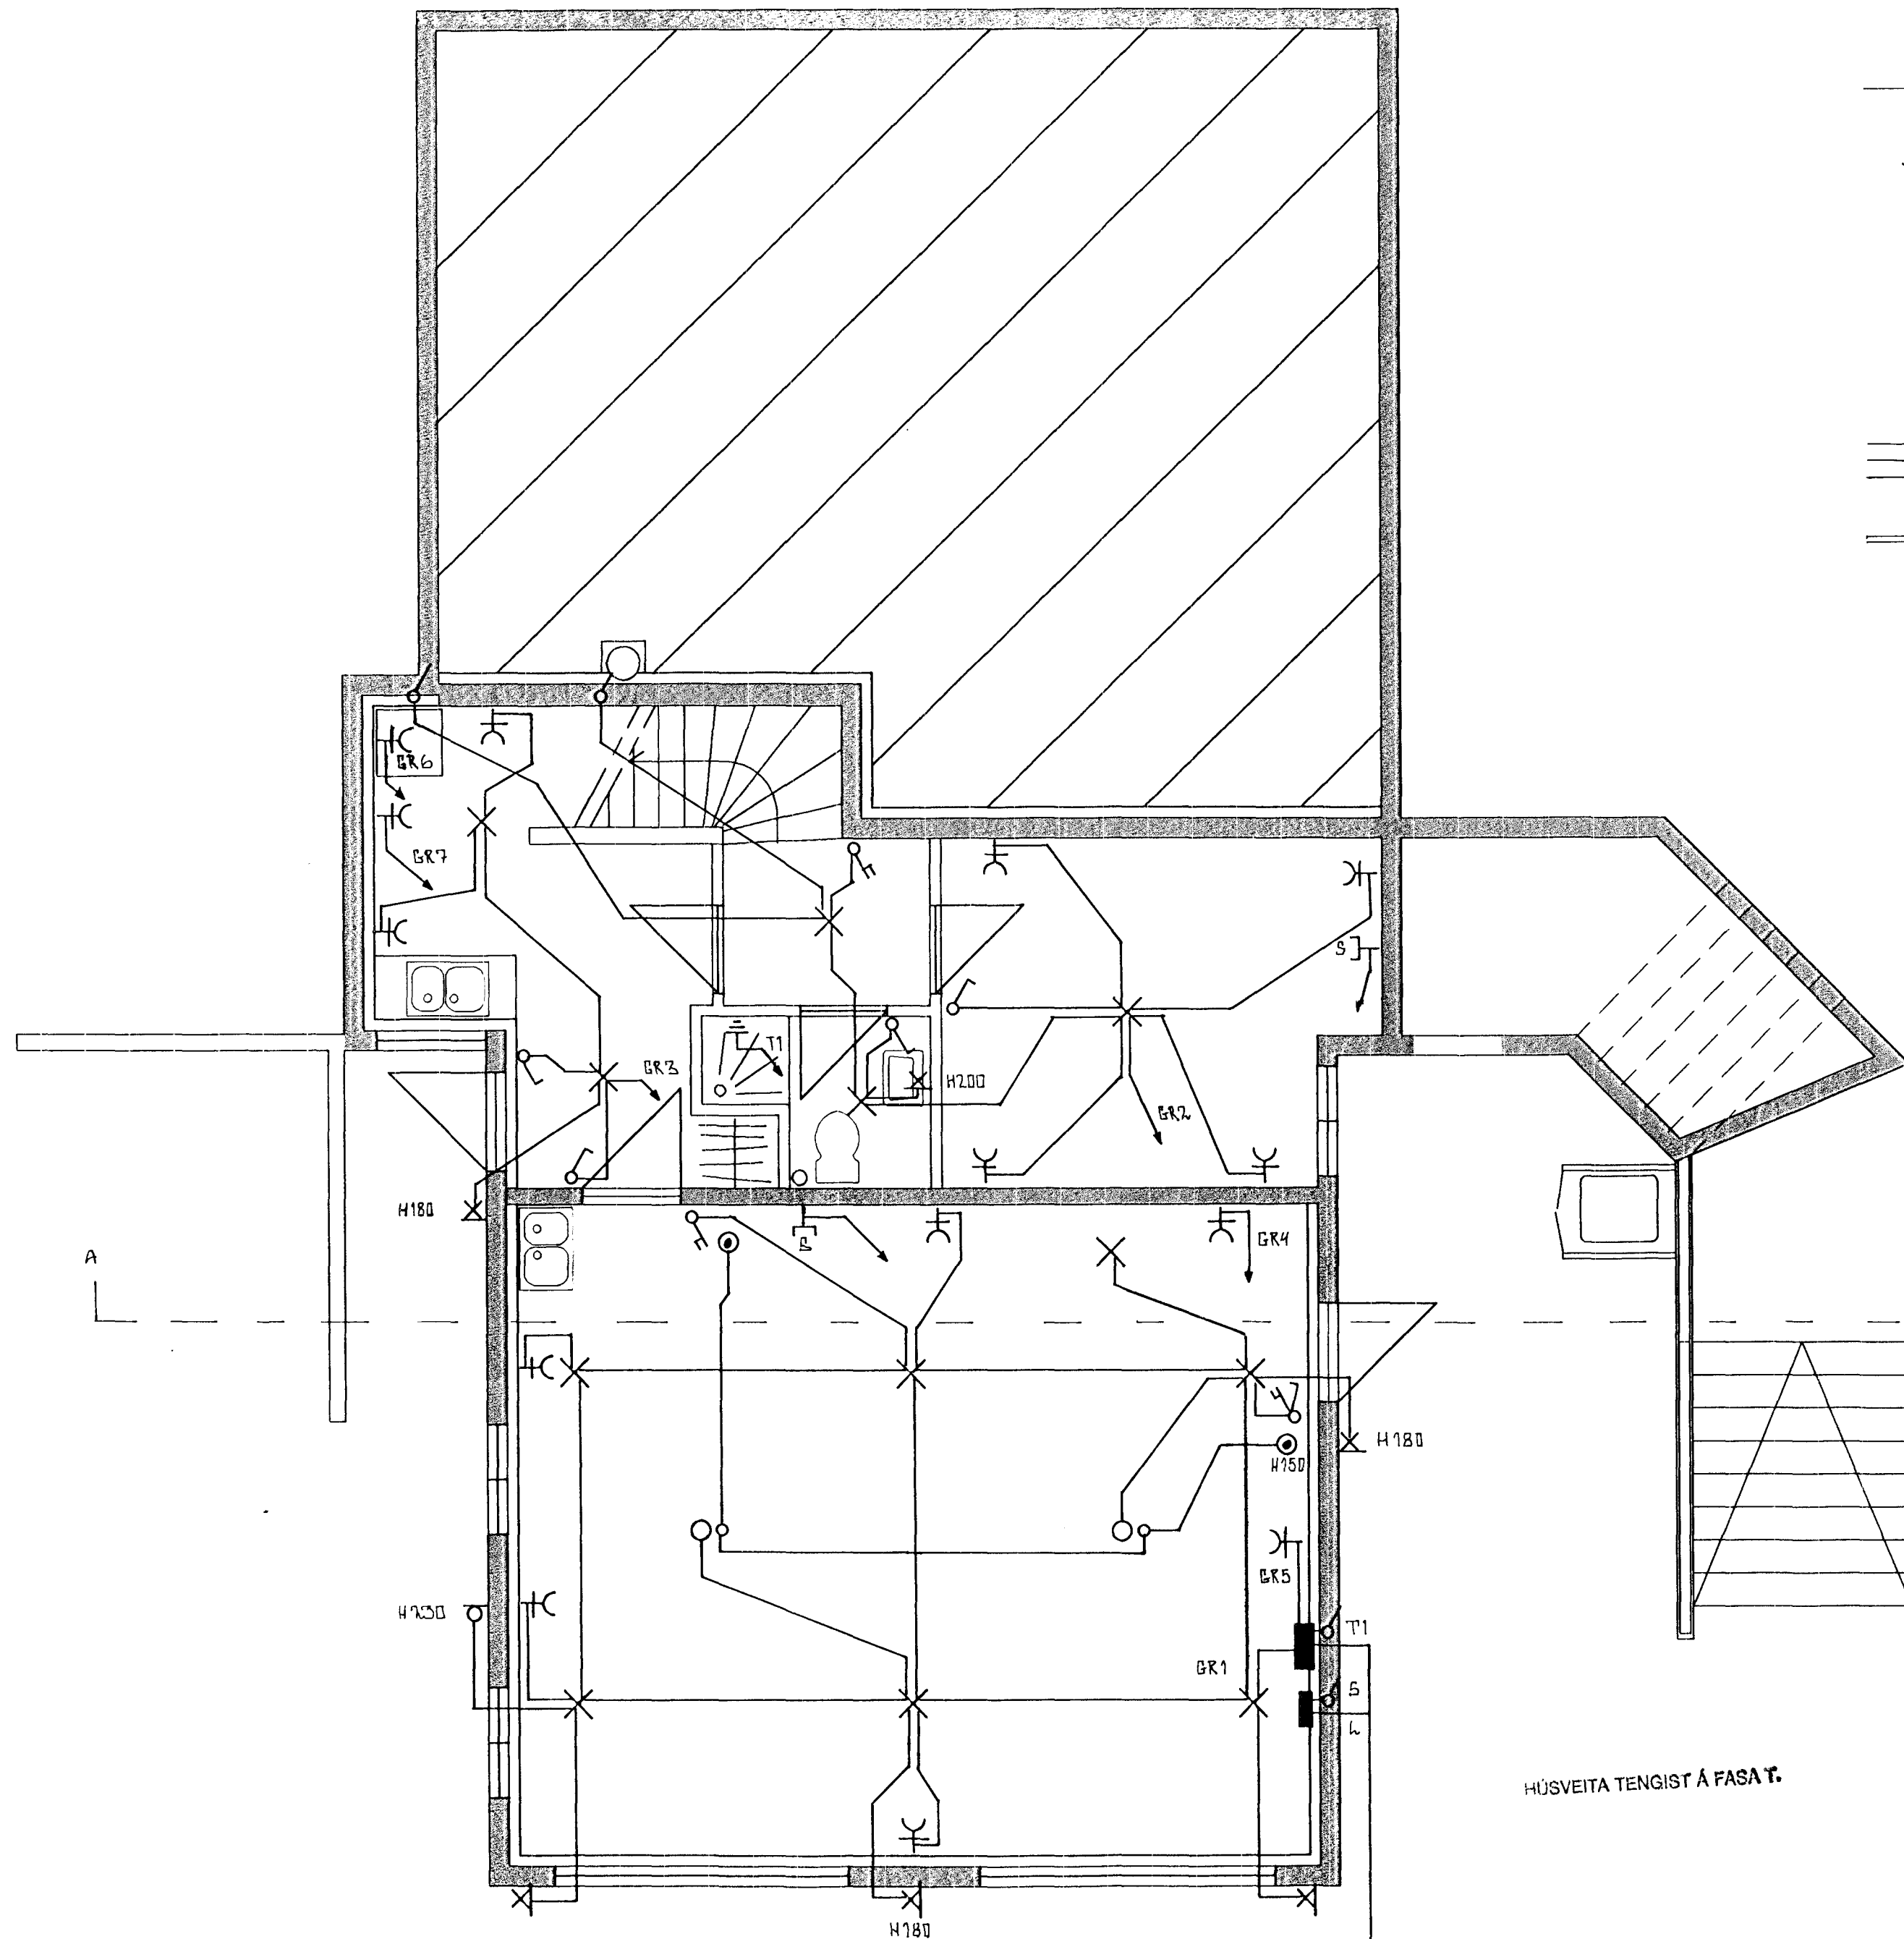 GR6
GR7
S
T1
GR3
H200
GR2
H180
S
GR4
A
H180
H150
GR5
H230
T1
GR1
S
L
HÚSVEITA TENGIST Á FASA T.
H180